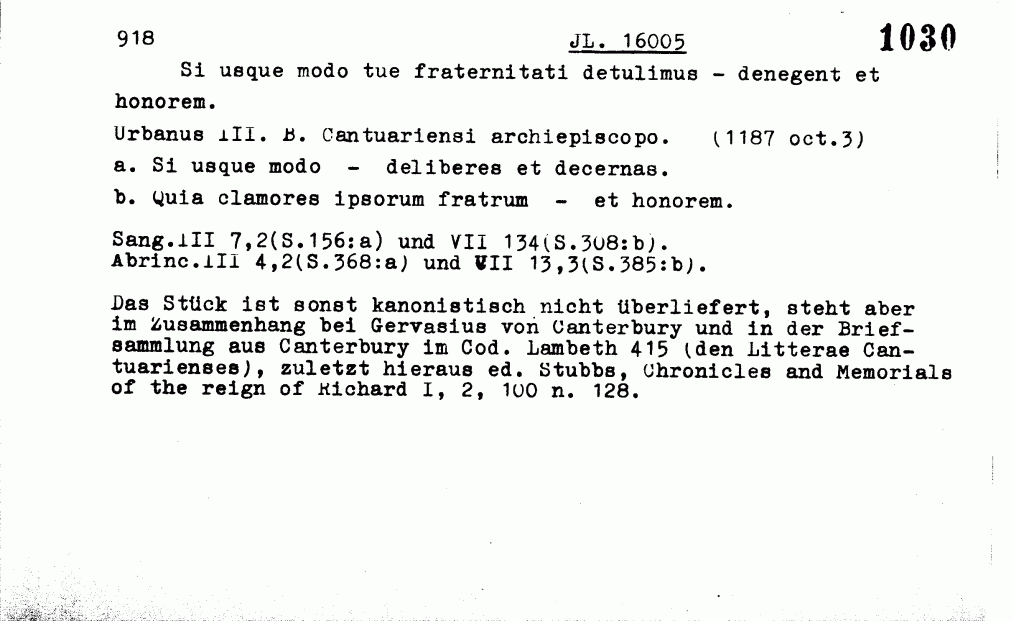 918 JL. 16005 1030
Si usque modo tue fraternitati detulimus - denegent et
honorem.
Urbanus III. B. Cantuariensi archiepiscopo. (1187 oct.3)
a. Si usque modo - deliberes et decernas.
b. Quia clamores ipsorum fratrum - et honorem.
Sang.III 7,2(S.156:a) und VII 134(S.308:b).
Abrinc.III 4,2(S.368:a) und VII 13,3(S.385:b).
Das Stück ist sonst kanonistisch nicht überliefert, steht aber
im Zusammenhang bei Gervasius von Canterbury und in der Brief-
sammlung aus Canterbury im Cod. Lambeth 415 (den Litterae Can-
tuarienses), zuletzt hieraus ed. Stubbs, Chronicles and Memorials
of the reign of Richard I, 2, 100 n. 128.